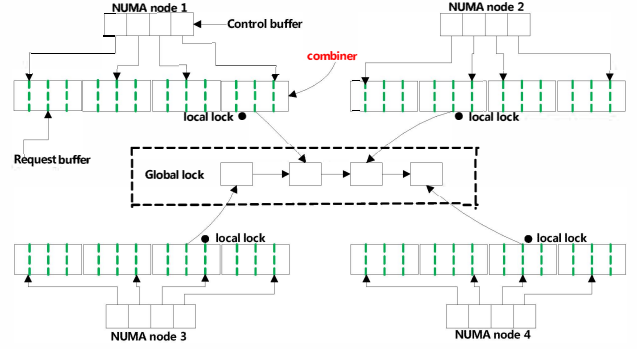 NUMA node 1
NUMA node 2
Control buffer
combiner
local lock
local lock
Request buffer
Global lock
local lock
local lock
NUMA node 3
NUMA node 4